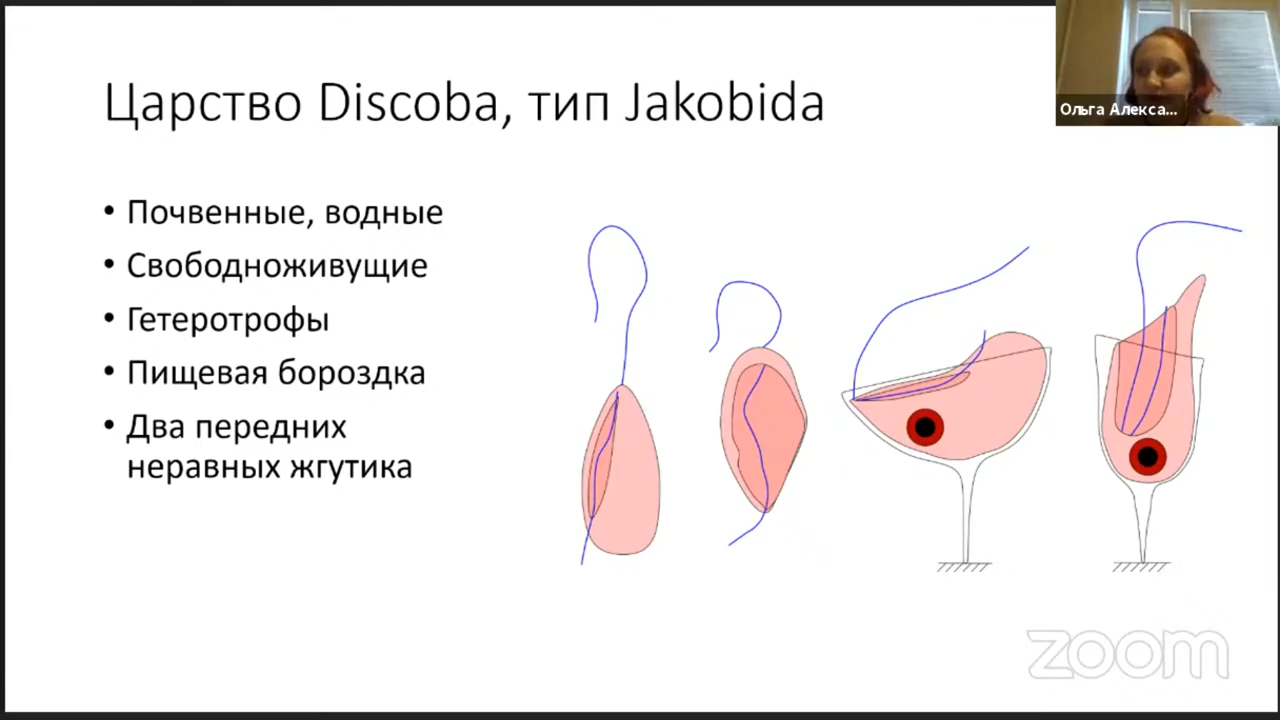 Царство Discoba, тип Jakobida
Ольга Алекса...
• Почвенные, водные
• Свободноживущие
• Гетеротрофы
• Пищевая бороздка
• Два передних
неравных жгутика
zoom